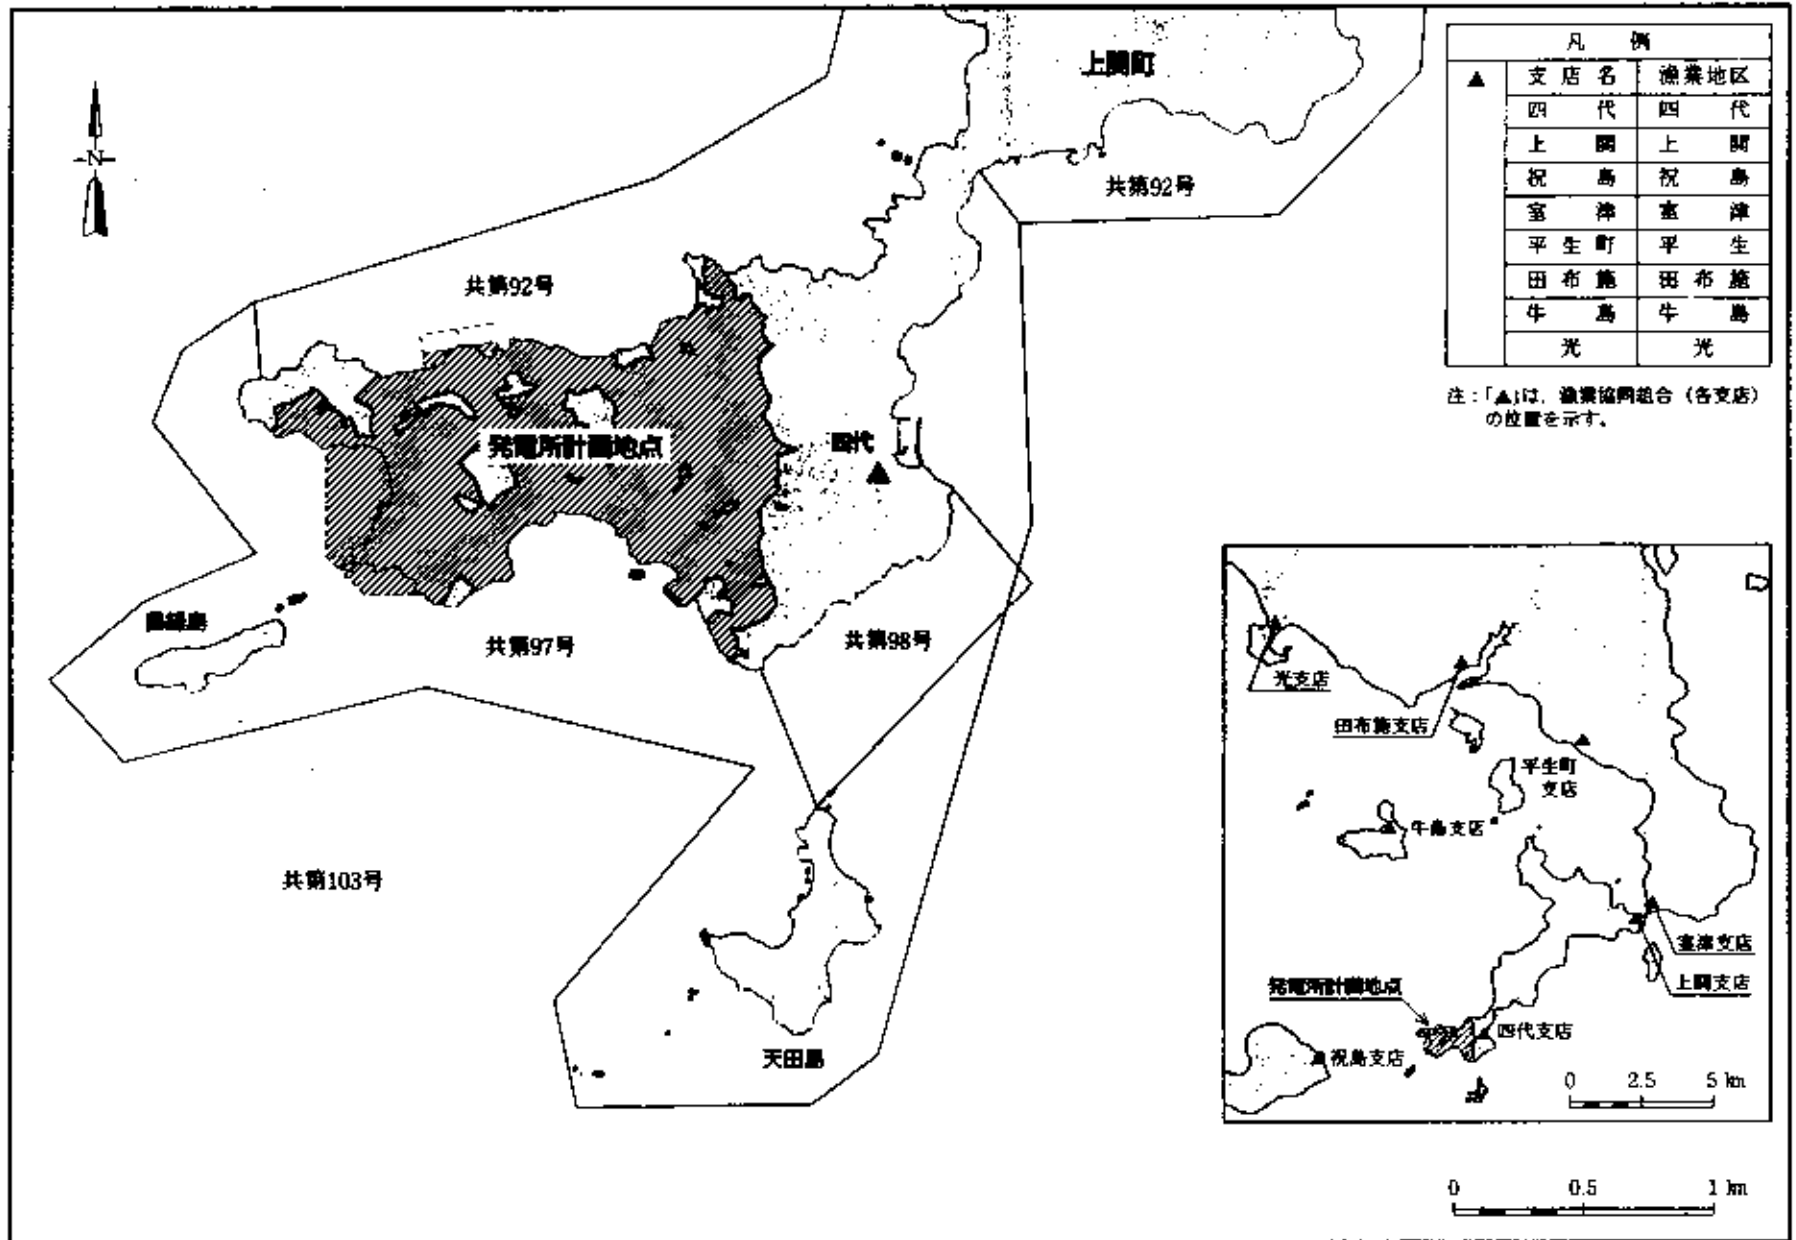 凡 例
▲ 支店名 漁業地区
四代 四代
上関 上関
祝島 祝島
室津 室津
平生町 平生
田布施 田布施
牛島 牛島
光 光
注:「▲」は、漁業協同組合(各支店)
の位置を示す。
N
上関町
共第92号
共第92号
発電所計画地点
四代
共第97号
共第98号
共第103号
天田島
光支店
田布施支店
平生町
支店
牛島支店
室津支店
上関支店
発電所計画地点
四代支店
祝島支店
0 2.5 5 km
0 0.5 1 km